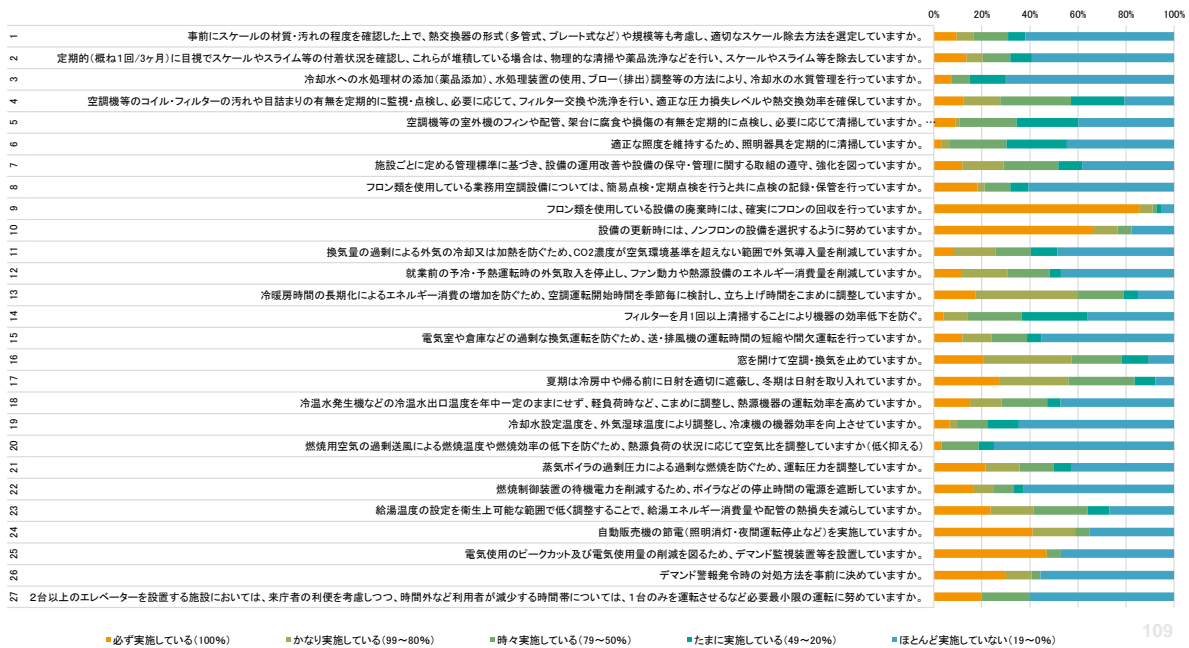 0% 20% 40% 60% 80% 100%
1 事前にスケールの材質・汚れの程度を確認した上で、熱交換器の形式(多管式、プレート式など)や規模等も考慮し、適切なスケール除去方法を選定していますか。
2 定期的(概ね1回/3ヶ月)に目視でスケールやスライム等の付着状況を確認し、これらが堆積している場合は、物理的な清掃や薬品洗浄などを行い、スケールやスライム等を除去していますか。
3 冷却水への水処理材の添加(薬品添加)、水処理装置の使用、ブロー(排出)調整等の方法により、冷却水の水質管理を行っていますか。
4 空調機等のコイル・フィルターの汚れや目詰まりの有無を定期的に監視・点検し、必要に応じて、フィルター交換や洗浄を行い、適正な圧力損失レベルや熱交換効率を確保していますか。
5 空調機等の室外機のフィンや配管、架台に腐食や損傷の有無を定期的に点検し、必要に応じて清掃していますか。…
6 適正な照度を維持するため、照明器具を定期的に清掃していますか。
7 施設ごとに定める管理標準に基づき、設備の運用改善や設備の保守・管理に関する取組の遵守、強化を図っていますか。
8 フロン類を使用している業務用空調設備については、簡易点検・定期点検を行うと共に点検の記録・保管を行っていますか。
9 フロン類を使用している設備の廃棄時には、確実にフロンの回収を行っていますか。
10 設備の更新時には、ノンフロンの設備を選択するように努めていますか。
11 換気量の過剰による外気の冷却又は加熱を防ぐため、CO2濃度が空気環境基準を超えない範囲で外気導入量を削減していますか。
12 就業前の予冷・予熱運転時の外気取入を停止し、ファン動力や熱源設備のエネルギー消費量を削減していますか。
13 冷暖房時間の長期化によるエネルギー消費の増加を防ぐため、空調運転開始時間を季節毎に検討し、立ち上げ時間をこまめに調整していますか。
14 フィルターを月1回以上清掃することにより機器の効率低下を防ぐ。
15 電気室や倉庫などの過剰な換気運転を防ぐため、送・排風機の運転時間の短縮や間欠運転を行っていますか。
16 窓を開けて空調・換気を止めていますか。
17 夏期は冷房中や帰る前に日射を適切に遮蔽し、冬期は日射を取り入れていますか。
18 冷温水発生機などの冷温水出口温度を年中一定のままにせず、軽負荷時など、こまめに調整し、熱源機器の運転効率を高めていますか。
19 冷却水設定温度を、外気湿球温度により調整し、冷凍機の機器効率を向上させていますか。
20 燃焼用空気の過剰送風による燃焼温度や燃焼効率の低下を防ぐため、熱源負荷の状況に応じて空気比を調整していますか(低く抑える)
21 蒸気ボイラの過剰圧力による過剰な燃焼を防ぐため、運転圧力を調整していますか。
22 燃焼制御装置の待機電力を削減するため、ボイラなどの停止時間の電源を遮断していますか。
23 給湯温度の設定を衛生上可能な範囲で低く調整することで、給湯エネルギー消費量や配管の熱損失を減らしていますか。
24 自動販売機の節電(照明消灯・夜間運転停止など)を実施していますか。
25 電気使用のピークカット及び電気使用量の削減を図るため、デマンド監視装置等を設置していますか。
26 デマンド警報発令時の対処方法を事前に決めていますか。
27 2台以上のエレベーターを設置する施設においては、来庁者の利便を考慮しつつ、時間外など利用者が減少する時間帯については、1台のみを運転させるなど必要最小限の運転に努めていますか。
必ず実施している(100%) かなり実施している(99~80%) 時々実施している(79~50%) たまに実施している(49~20%) ほとんど実施していない(19~0%)
109